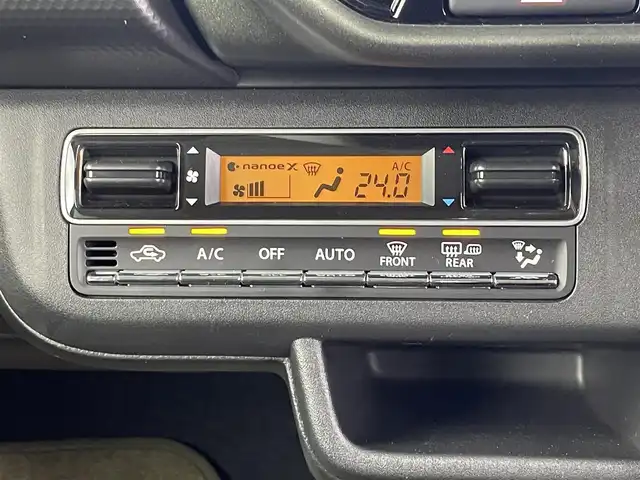 nanoe X
A/C
24.0
A/C OFF AUTO FRONT REAR